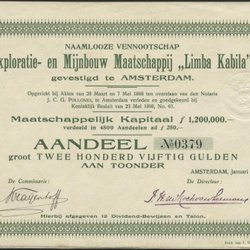 NAAMLOOZE VENNOOTSCHAP
Exploratie- en Mijnbouw Maatschappij „Limba Kabila"
gevestigd te AMSTERDAM.
Opgericht bij Akten van 28 Maart en 7 Mei 1898 ten overstaan van den Notaris
J. C. G. POLLONES, te Amsterdam verleden en goedgekeurd bij
Koninklijk Besluit van 21 Mei 1898, No. 61.
Maatschappelijk Kapitaal f 1,200,000.-
verdeeld in 4800 Aandeelen ad f 250.-
AANDEEL No 0379
groot TWEE HONDERD VIJFTIG GULDEN
AAN TOONDER
AMSTERDAM, Januari
De Commissaris:
De Directeur:
Hierbij afgegeven 12 Dividend-Bewijzen en Talon.